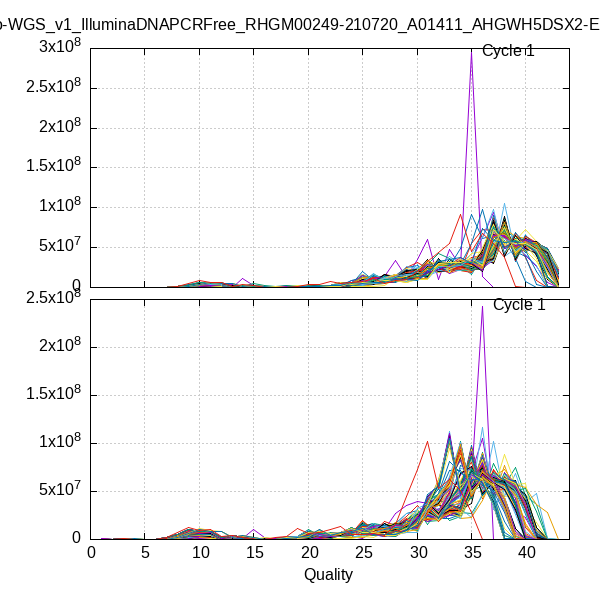 o-WGS_v1_IlluminaDNAPCRFree_RHGM00249-210720_A01411_AHGWH5DSX2-E
3x10⁸
Cycle 1
2.5x10⁸
2x10⁸
1.5x10⁸
1x10⁸
5x10⁷
0
2.5x10⁸
Cycle 1
2x10⁸
1.5x10⁸
1x10⁸
5x10⁷
0
0 5 10 15 20 25 30 35 40
Quality